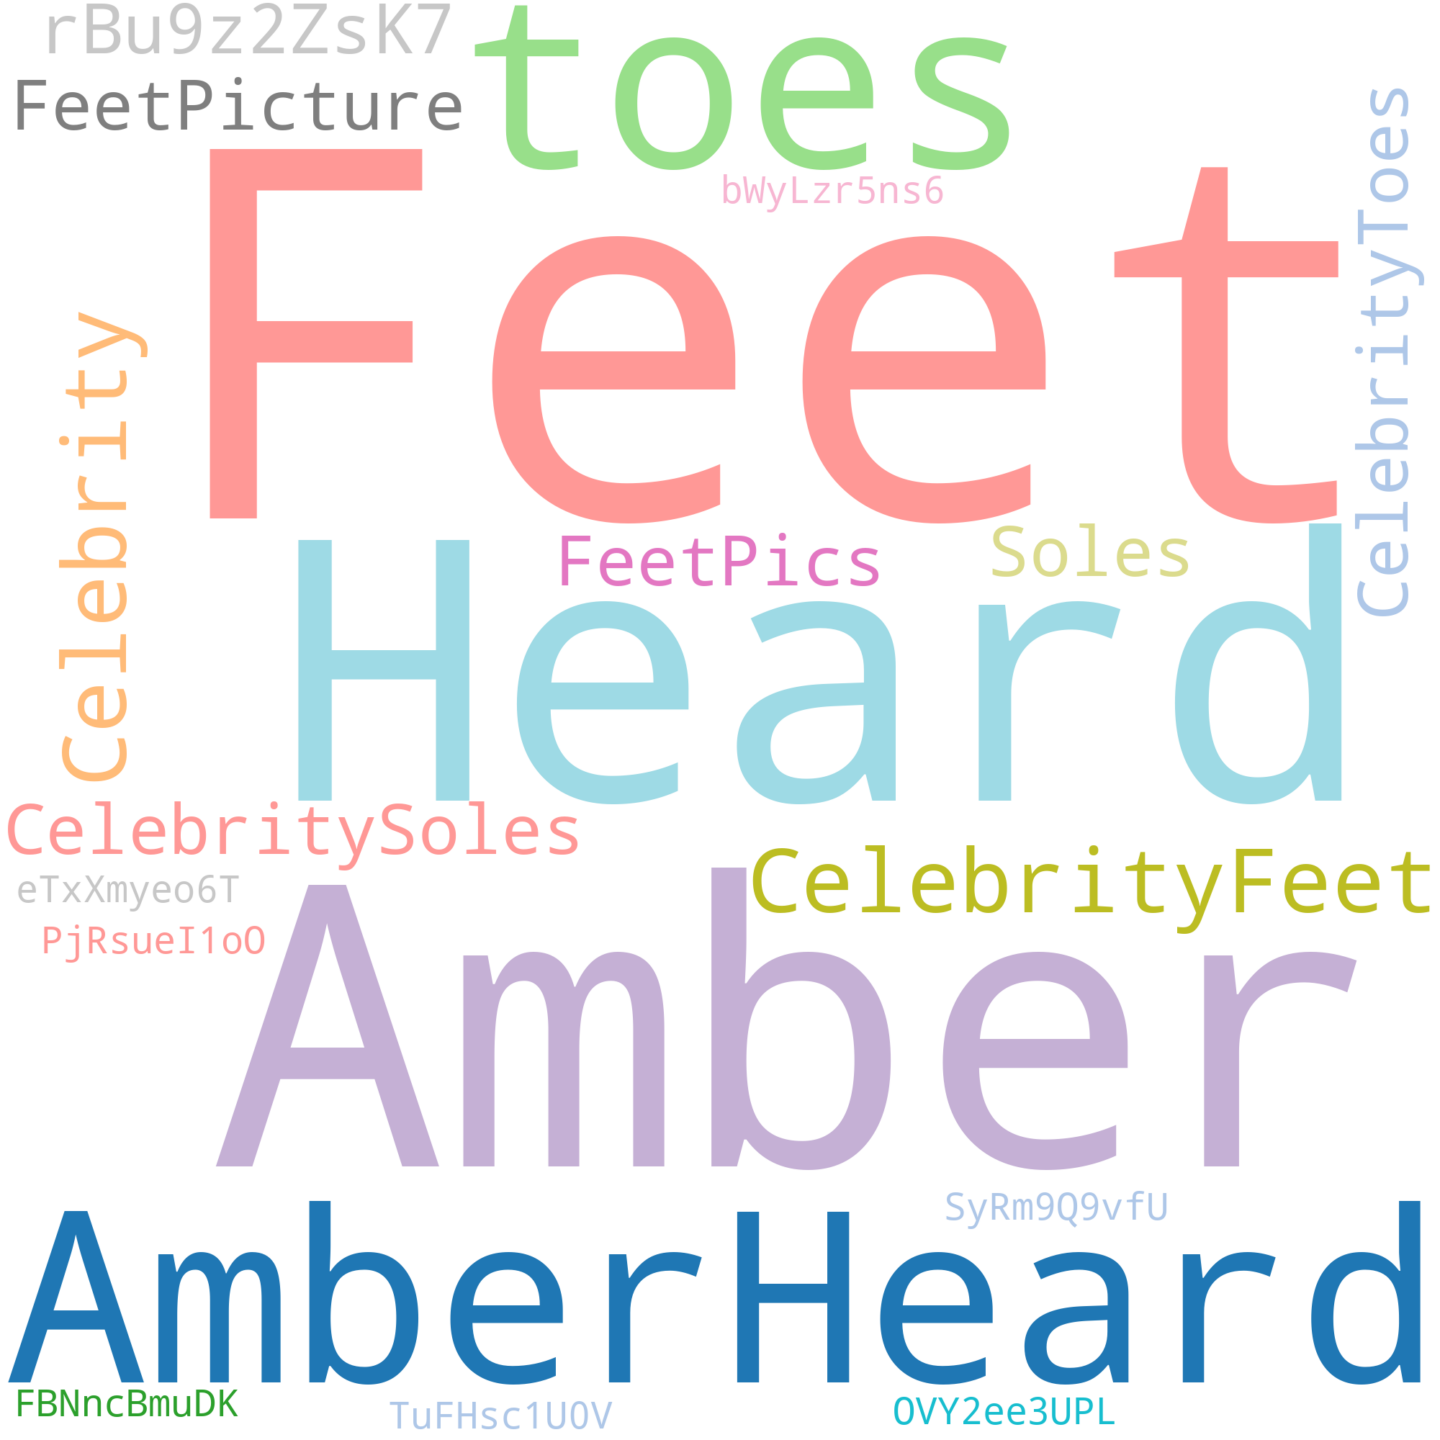 rBu9z2ZsK7
toes
FeetPicture
CelebrityToes
bWyLzr5ns6
Feet
Celebrity
FeetPics
Soles
Heard
CelebritySoles
CelebrityFeet
eTxXmyeo6T
PjRsueI1oO
Amber
SyRm9Q9vfU
AmberHeard
FBNncBmuDK
TuFHsc1U0V
OVY2ee3UPL